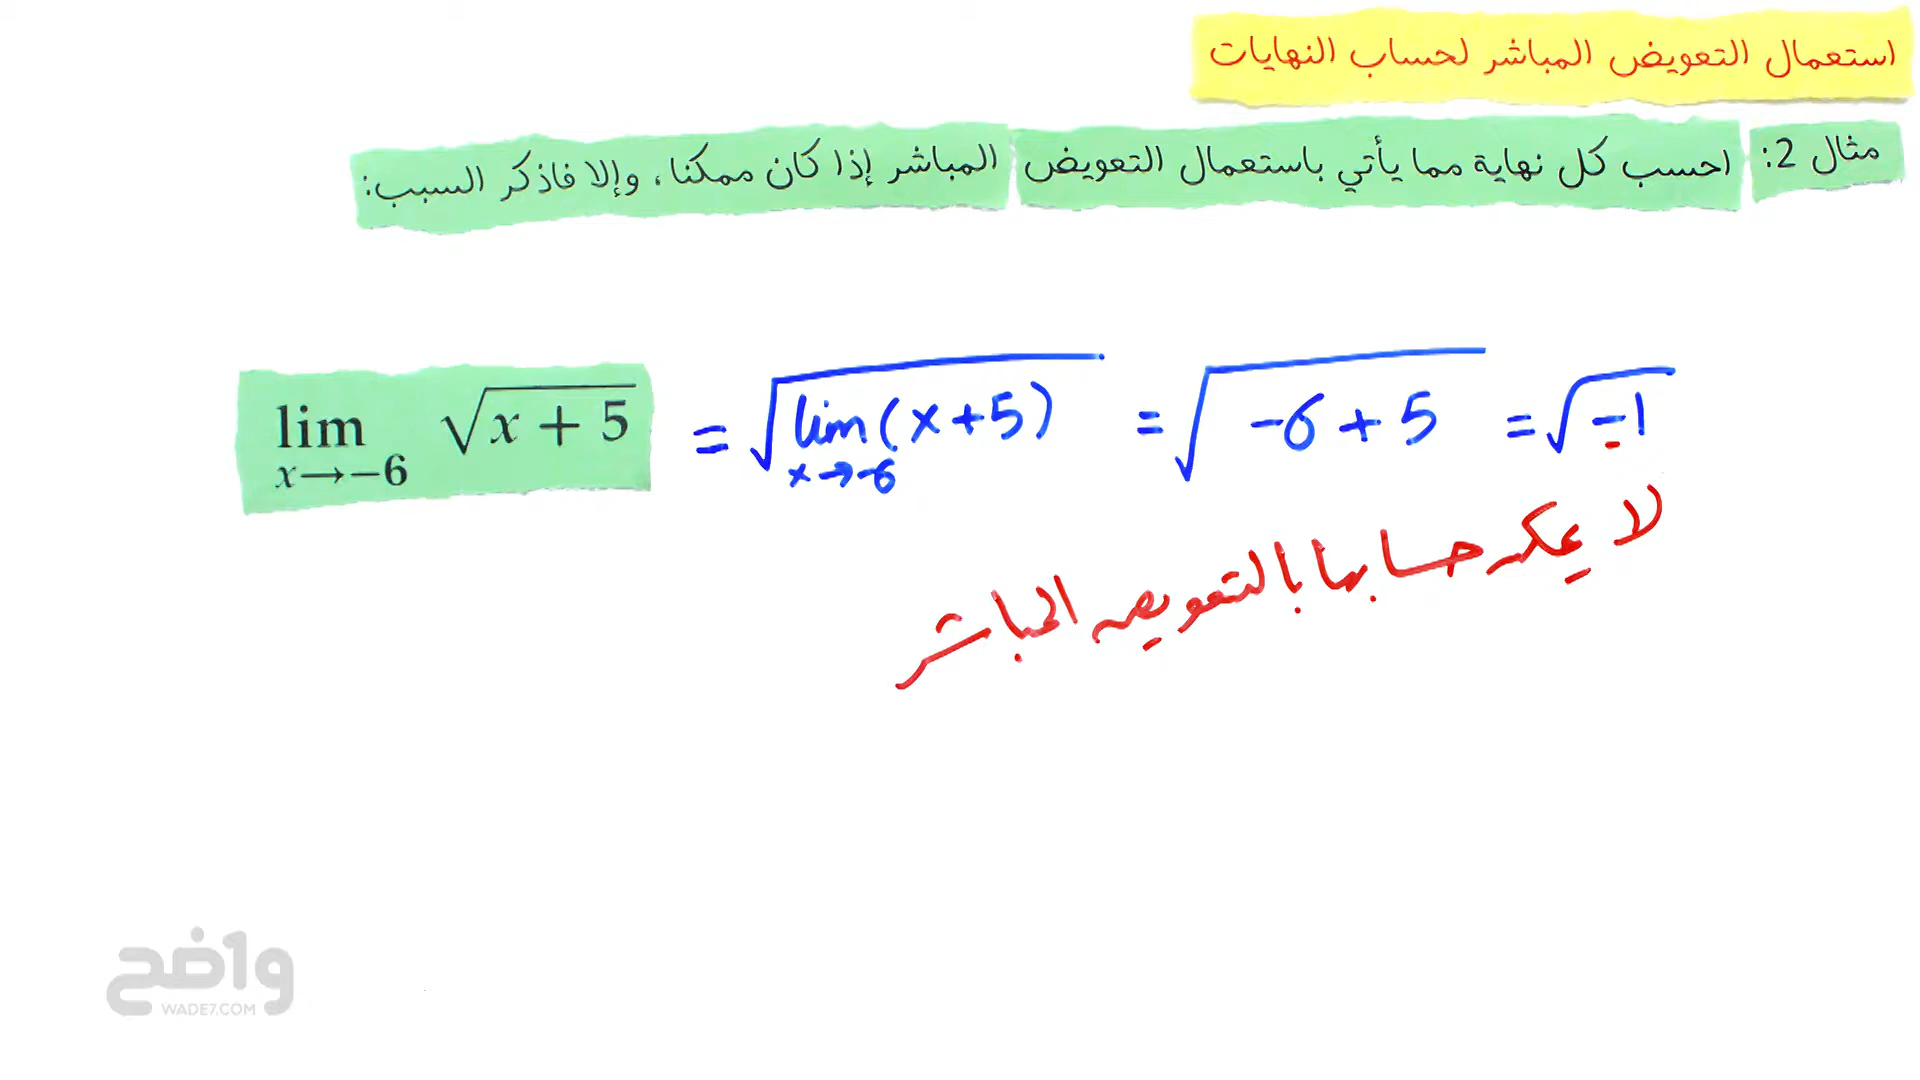 استعمال التعويض المباشر لحساب النهايات
مثال 2: احسب كل نهاية مما يأتي باستعمال التعويض المباشر إذا كان ممكنا، وإلا فاذكر السبب:
lim x→−6 √(x + 5) = √(lim x→-6 (x+5)) = √(-6+5) = √-1
لا يمكن حسابها بالتعويض المباشر
واضح
WADE7.COM